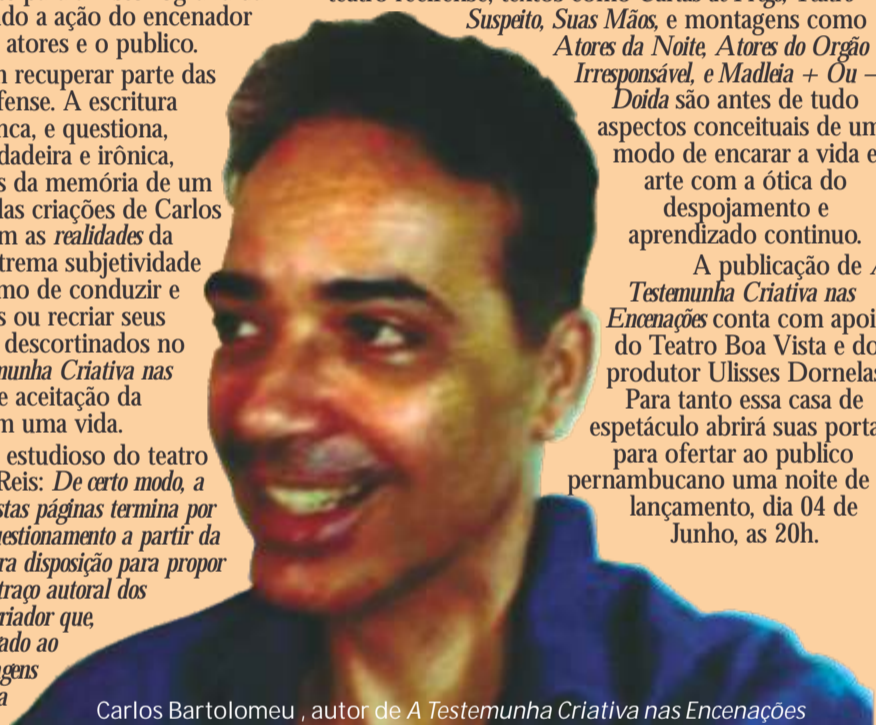 do a ação do encenador
atores e o publico.
recuperar parte das
fense. A escritura
nca, e questiona,
dadeira e irônica,
s da memória de um
las criações de Carlos
m as realidades da
trema subjetividade
mo de conduzir e
s ou recriar seus
descortinados no
munha Criativa nas
e aceitação da
m uma vida.
estudioso do teatro
Reis: De certo modo, a
stas páginas termina por
uestionamento a partir da
ra disposição para propor
traço autoral dos
riador que,
ado ao
gens
a
Suspeito, Suas Mãos, e montagens como
Atores da Noite, Atores do Orgão
Irresponsável, e Madleia + Ou –
Doida são antes de tudo
aspectos conceituais de um
modo de encarar a vida e
arte com a ótica do
despojamento e
aprendizado continuo.
A publicação de A
Testemunha Criativa nas
Encenações conta com apoi
do Teatro Boa Vista e do
produtor Ulisses Dornelas
Para tanto essa casa de
espetáculo abrirá suas porta
para ofertar ao publico
pernambucano uma noite de
lançamento, dia 04 de
Junho, as 20h.
Carlos Bartolomeu , autor de A Testemunha Criativa nas Encenações